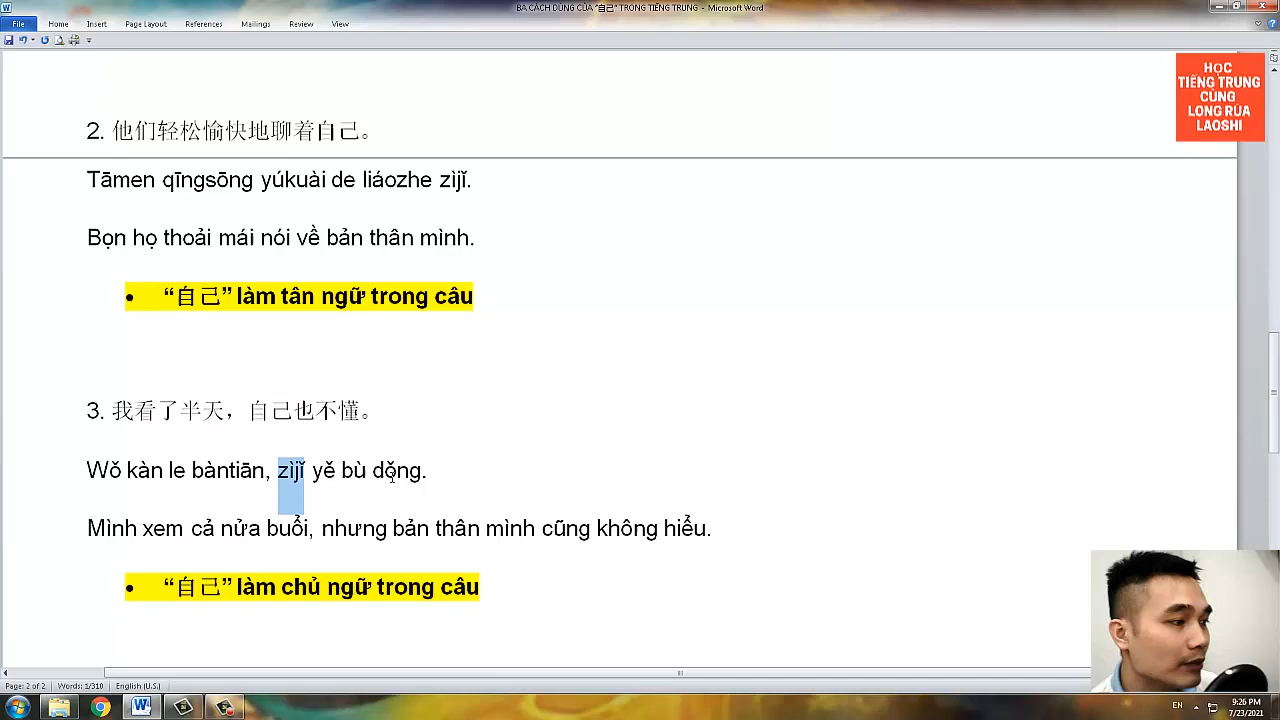 BA CÁCH DÙNG CỦA "自己" TRONG TIẾNG TRUNG - Microsoft Word
File Home Insert Page Layout References Mailings Review View
HỌC
TIẾNG TRUNG
CÙNG
LONG RÙA
LAOSHI
2. 他们轻松愉快地聊着自己。
Tāmen qīngsōng yúkuài de liáozhe zìjǐ.
Bọn họ thoải mái nói về bản thân mình.
• “自己” làm tân ngữ trong câu
3. 我看了半天，自己也不懂。
Wǒ kàn le bàntiān, zìjǐ yě bù dǒng.
Mình xem cả nửa buổi, nhưng bản thân mình cũng không hiểu.
• “自己” làm chủ ngữ trong câu
Page: 2 of 2 Words: 1/310 English (U.S.)
EN 9:26 PM
7/23/2021